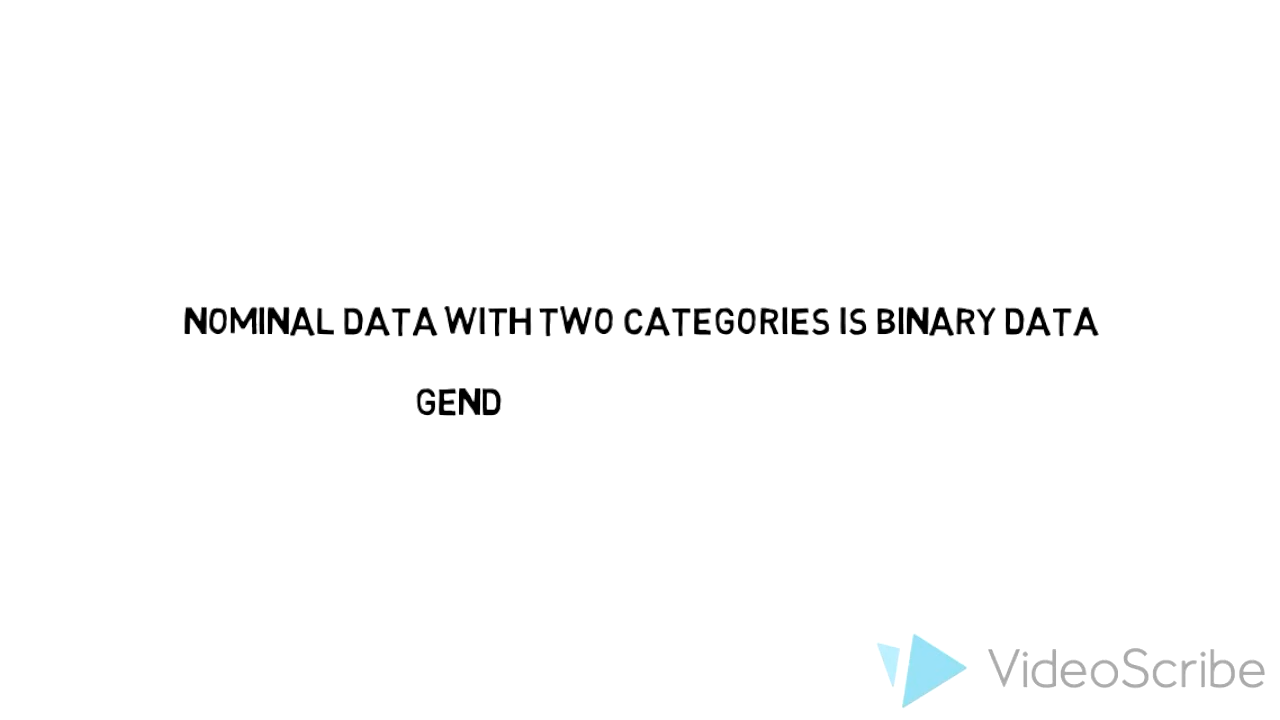 NOMINAL DATA WITH TWO CATEGORIES IS BINARY DATA
GEND
VideoScribe